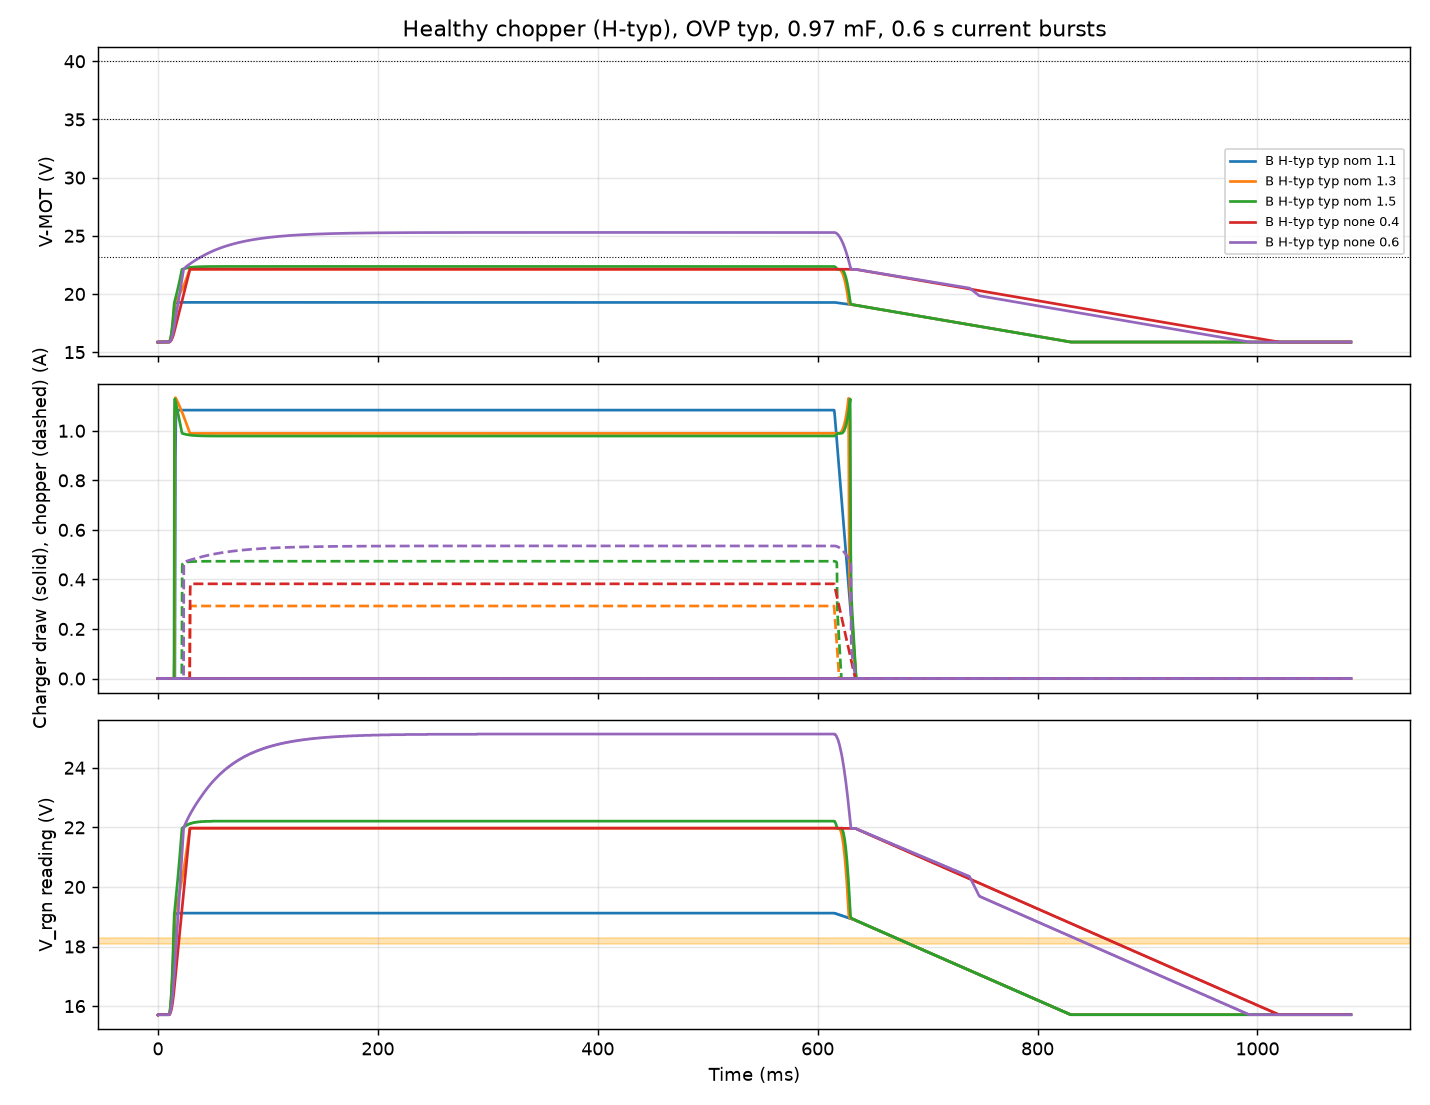 Healthy chopper (H-typ), OVP typ, 0.97 mF, 0.6 s current bursts
V-MOT (V)
40
35
30
25
20
15
B H-typ typ nom 1.1
B H-typ typ nom 1.3
B H-typ typ nom 1.5
B H-typ typ none 0.4
B H-typ typ none 0.6
Charger draw (solid), chopper (dashed) (A)
1.0
0.8
0.6
0.4
0.2
0.0
V_rgn reading (V)
24
22
20
18
16
0
200
400
600
800
1000
Time (ms)